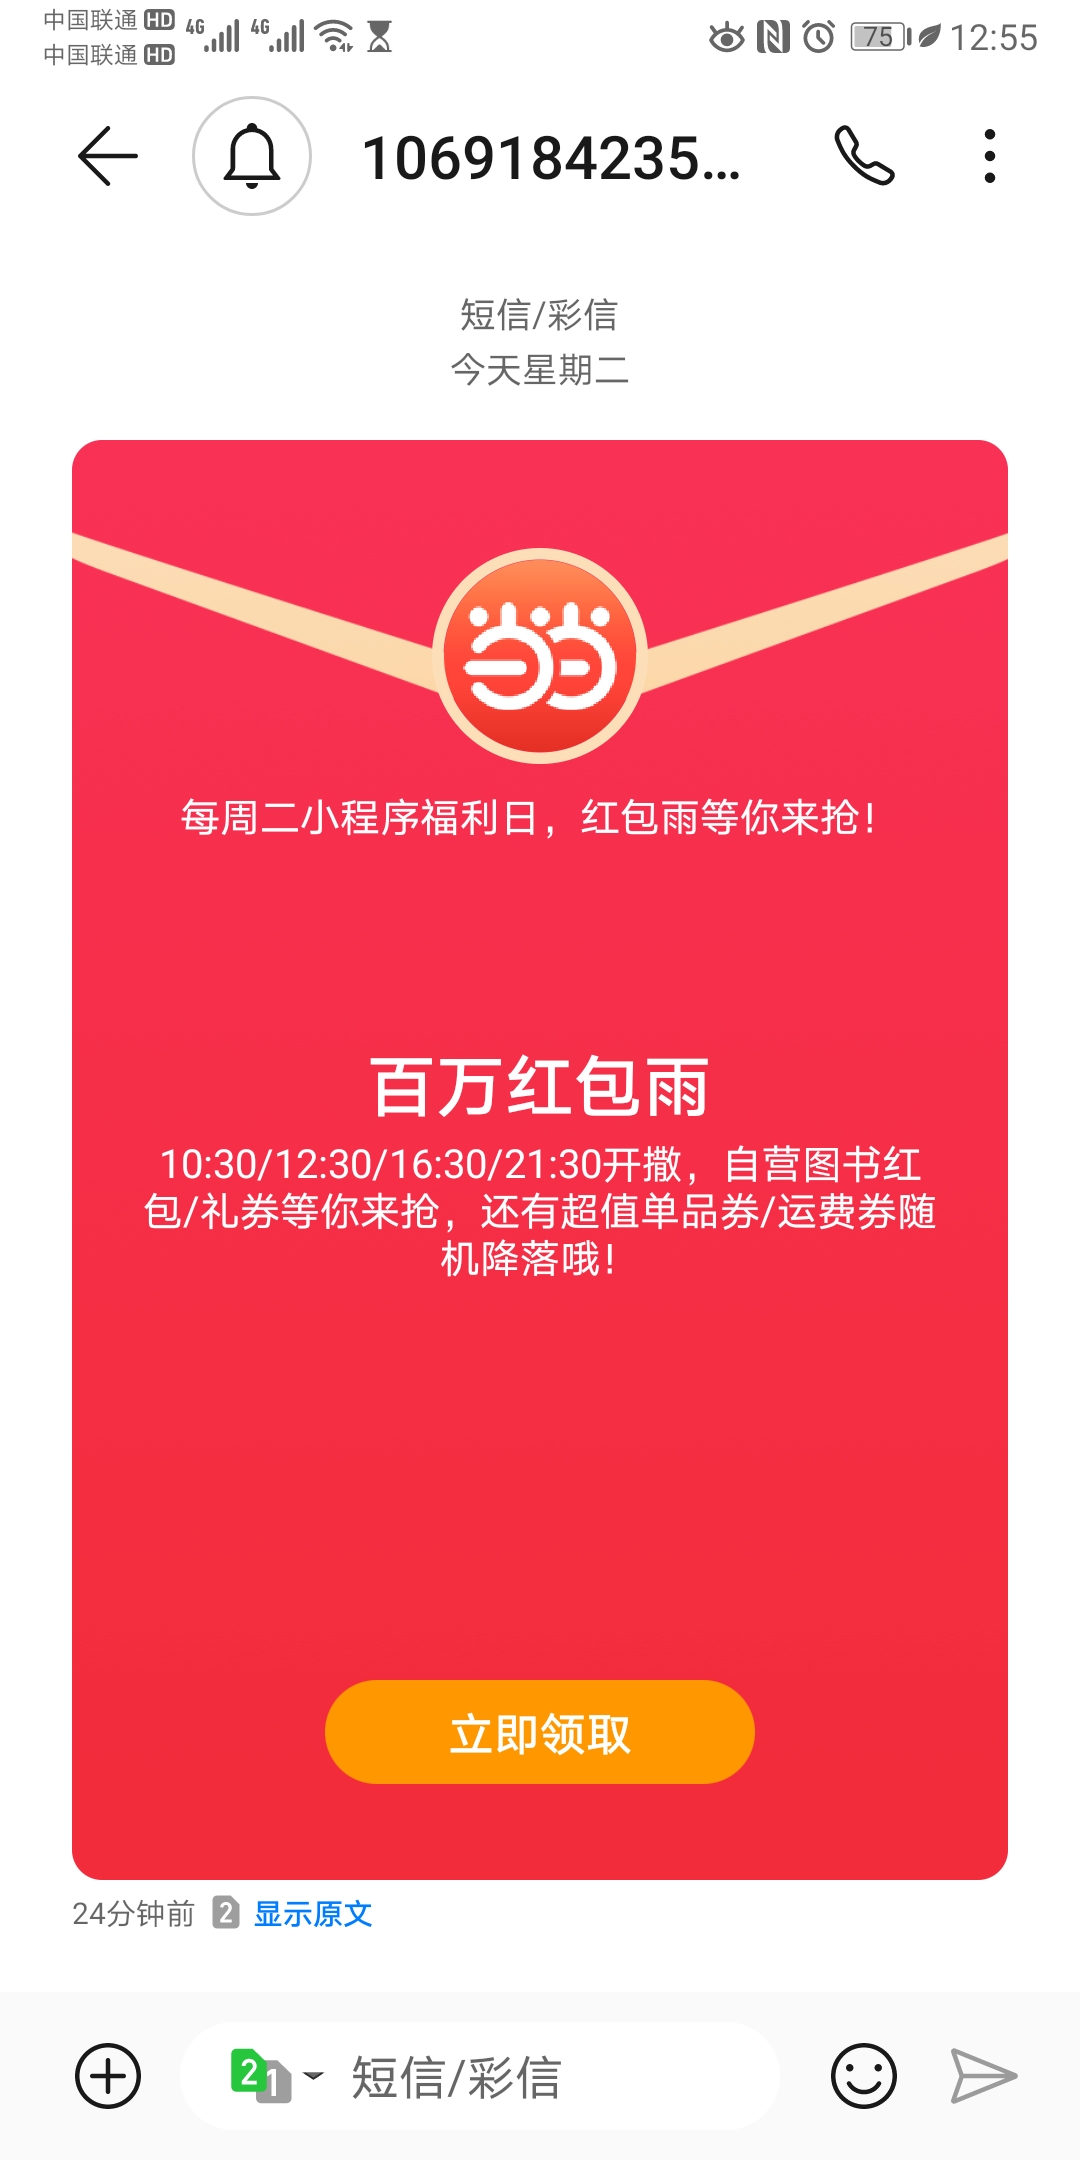 中国联通 HD 4G 4G 75 12:55
中国联通 HD
1069184235...
短信/彩信
今天星期二
当当
每周二小程序福利日，红包雨等你来抢！
百万红包雨
10:30/12:30/16:30/21:30开撒，自营图书红
包/礼券等你来抢，还有超值单品券/运费券随
机降落哦！
立即领取
24分钟前 2 显示原文
2 1 短信/彩信